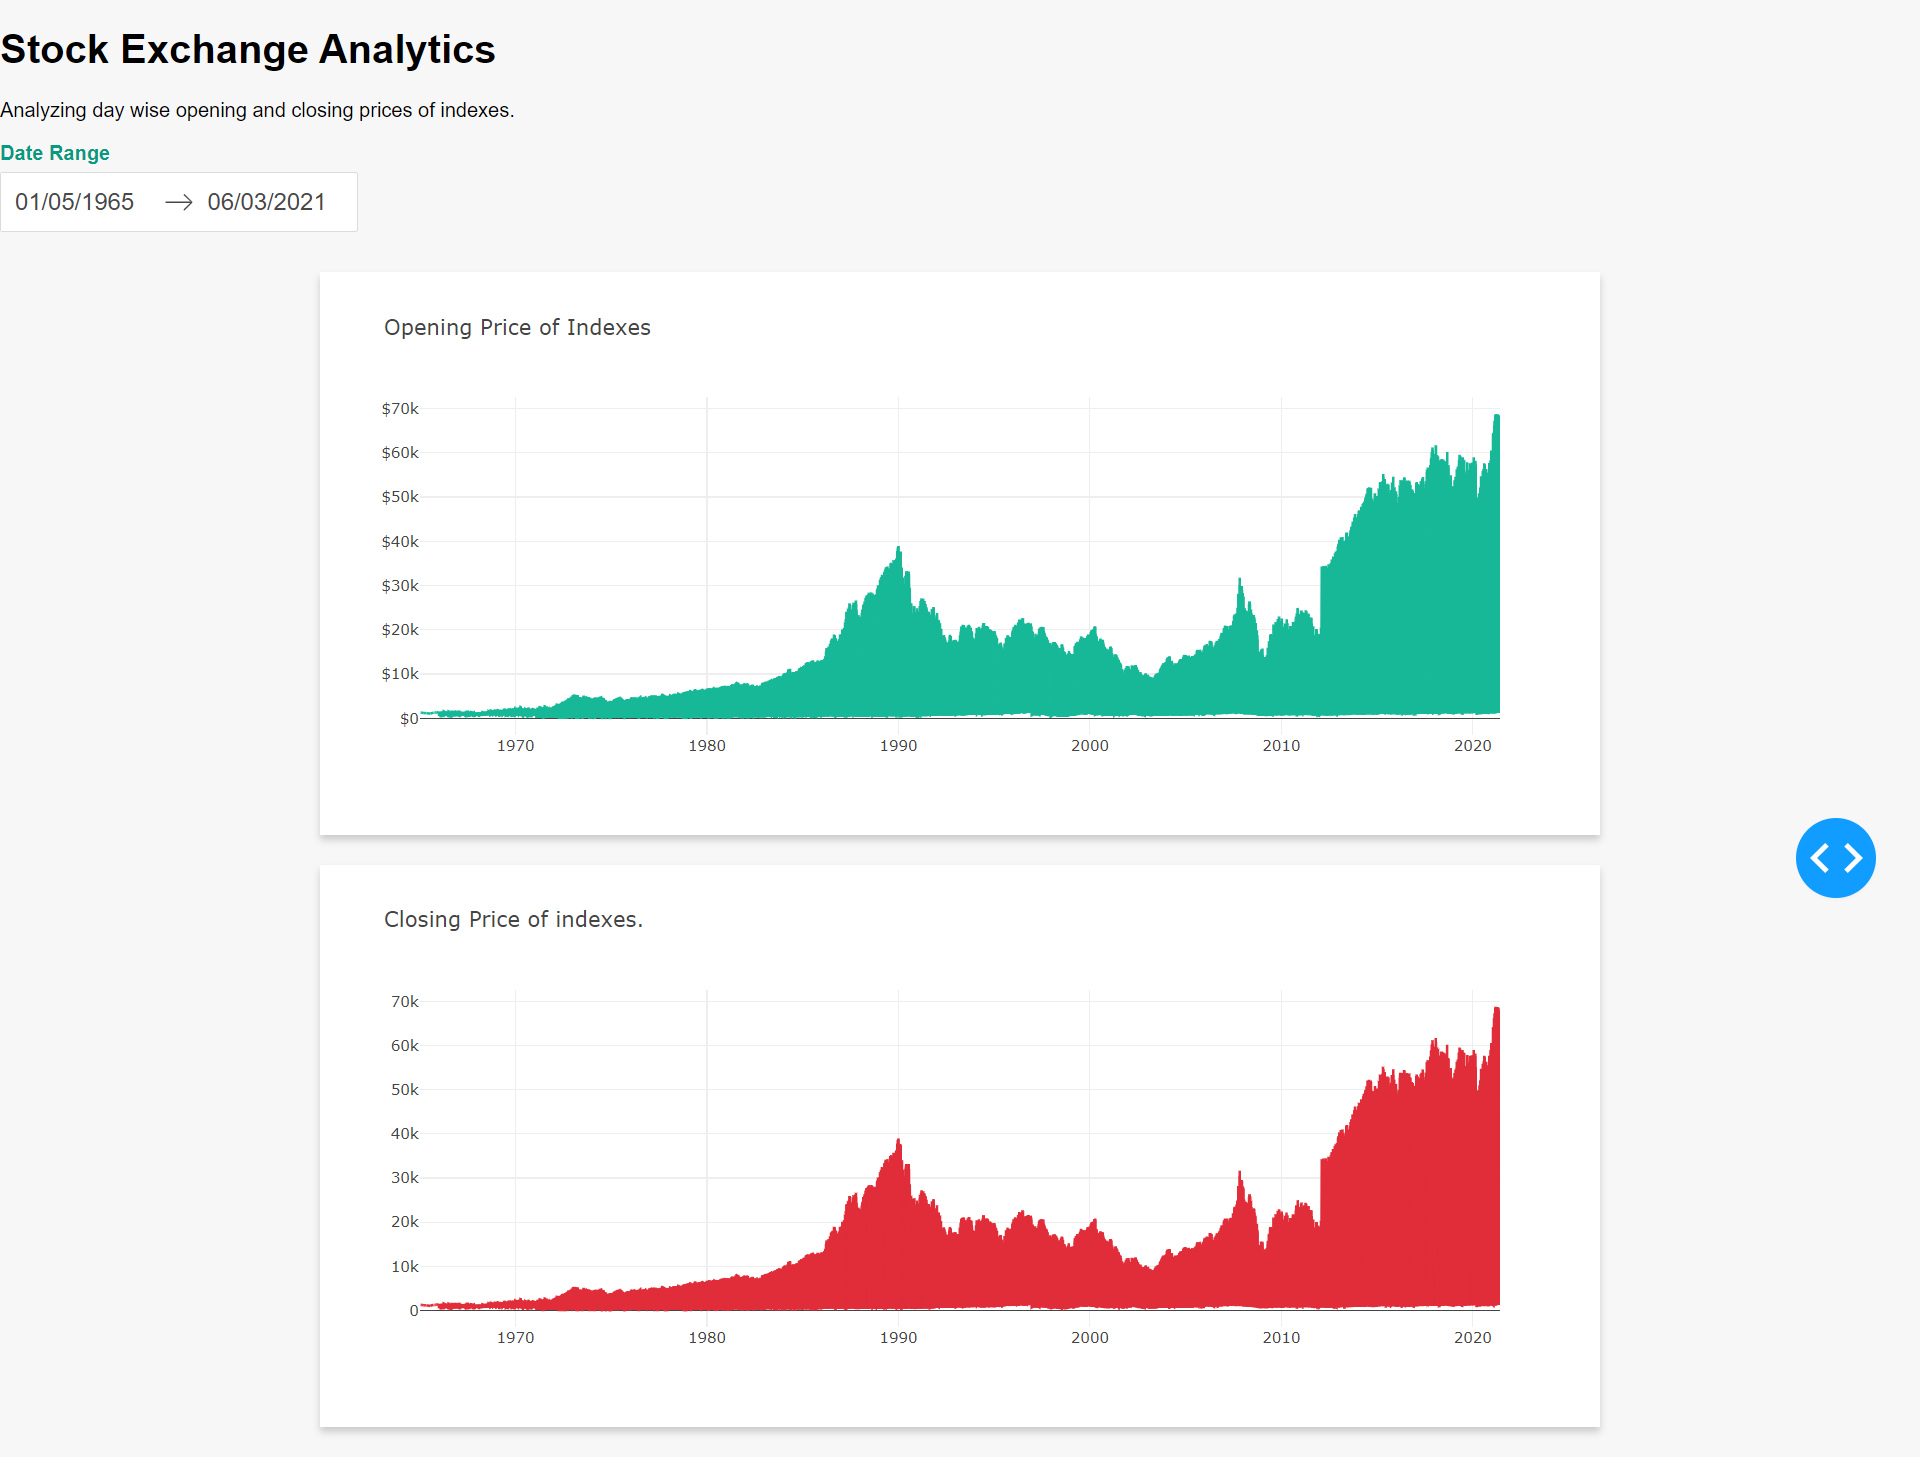 Stock Exchange Analytics
Analyzing day wise opening and closing prices of indexes.
Date Range
01/05/1965 → 06/03/2021
Opening Price of Indexes
$70k
$60k
$50k
$40k
$30k
$20k
$10k
$0
1970 1980 1990 2000 2010 2020
Closing Price of indexes.
70k
60k
50k
40k
30k
20k
10k
0
1970 1980 1990 2000 2010 2020